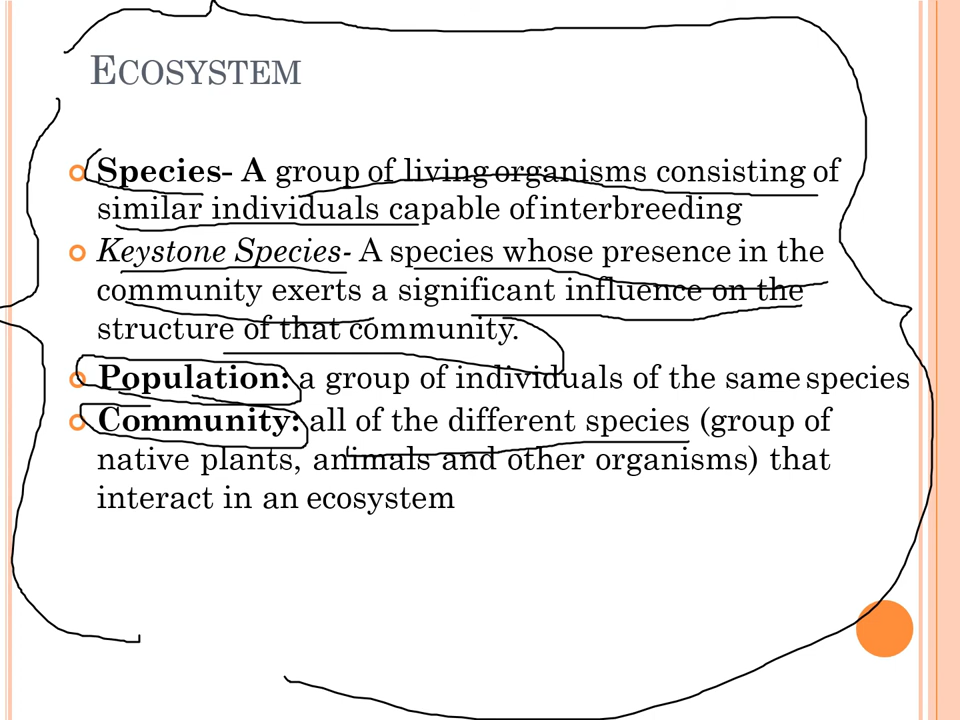 ECOSYSTEM
Species- A group of living organisms consisting of
similar individuals capable of interbreeding
Keystone Species- A species whose presence in the
community exerts a significant influence on the
structure of that community.
Population: a group of individuals of the same species
Community: all of the different species (group of
native plants, animals and other organisms) that
interact in an ecosystem